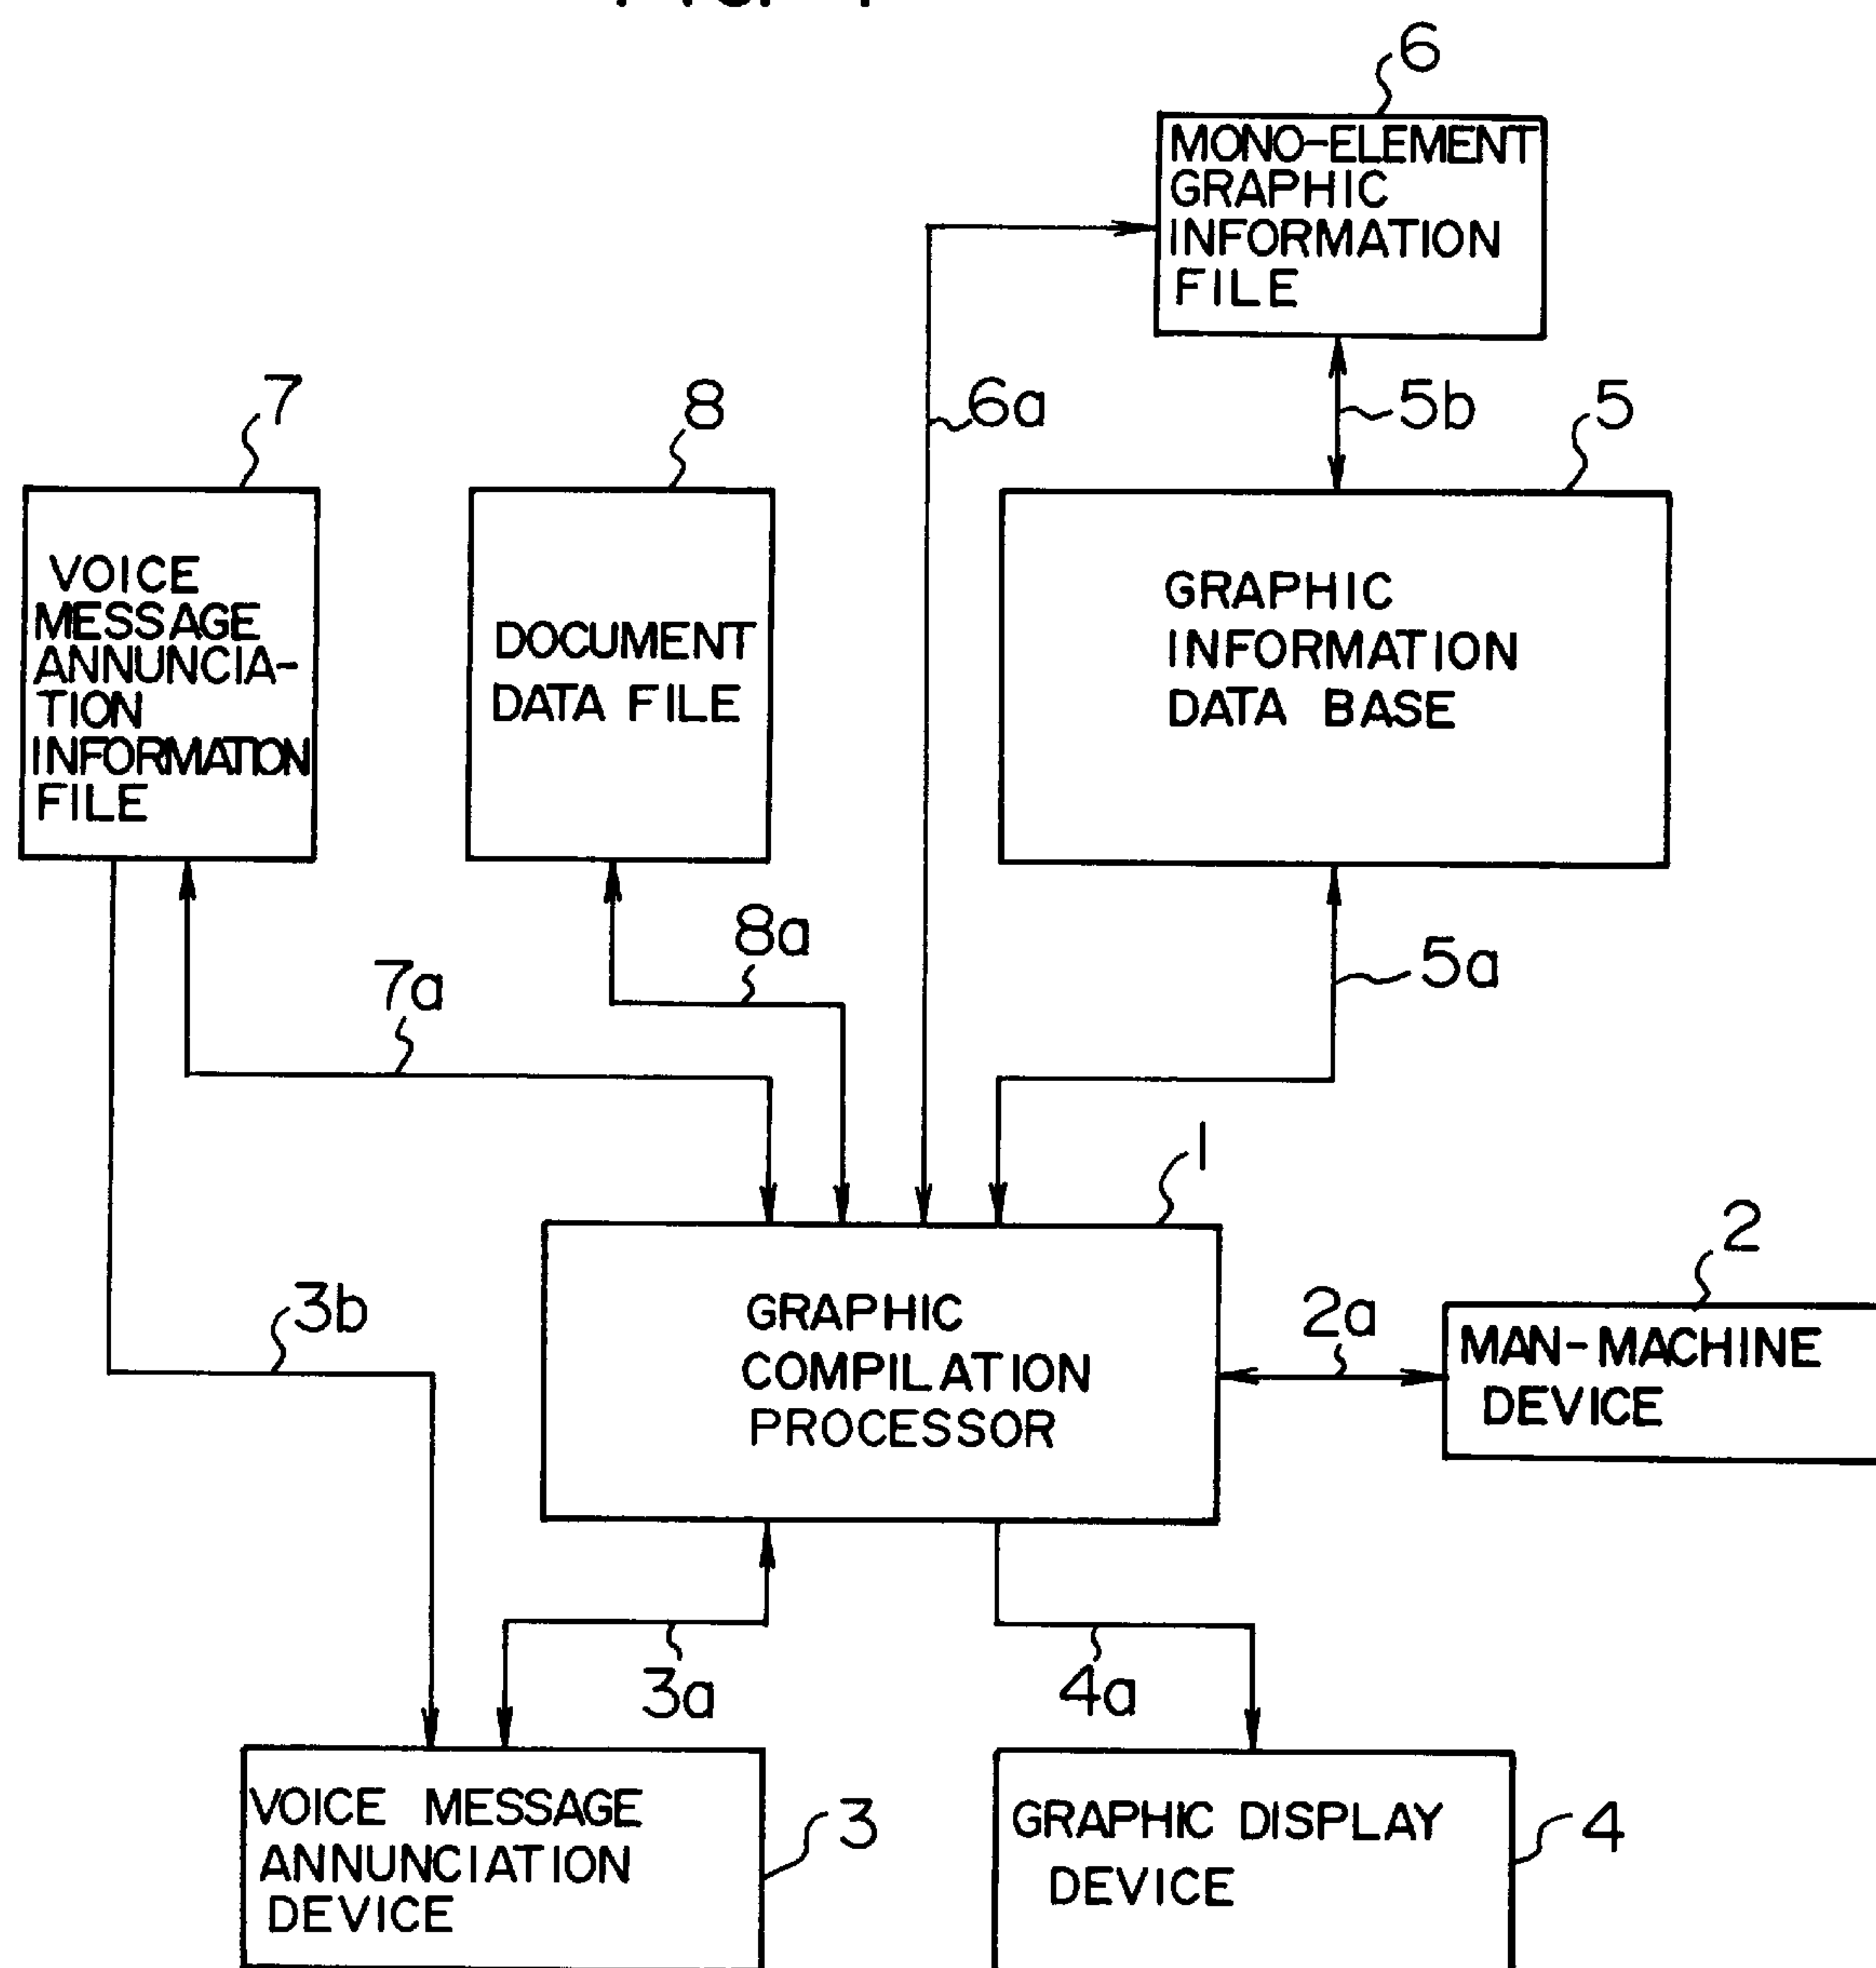 6
MONO-ELEMENT
GRAPHIC
INFORMATION
FILE
7
8
6a
5b
5
VOICE
MESSAGE
ANNUNCIA-
TION
INFORMATION
FILE
DOCUMENT
DATA FILE
GRAPHIC
INFORMATION
DATA BASE
8a
7a
5a
1
2
3b
GRAPHIC
COMPILATION
PROCESSOR
2a
MAN-MACHINE
DEVICE
3a
4a
VOICE MESSAGE
ANNUNCIATION
DEVICE
3
GRAPHIC DISPLAY
DEVICE
4